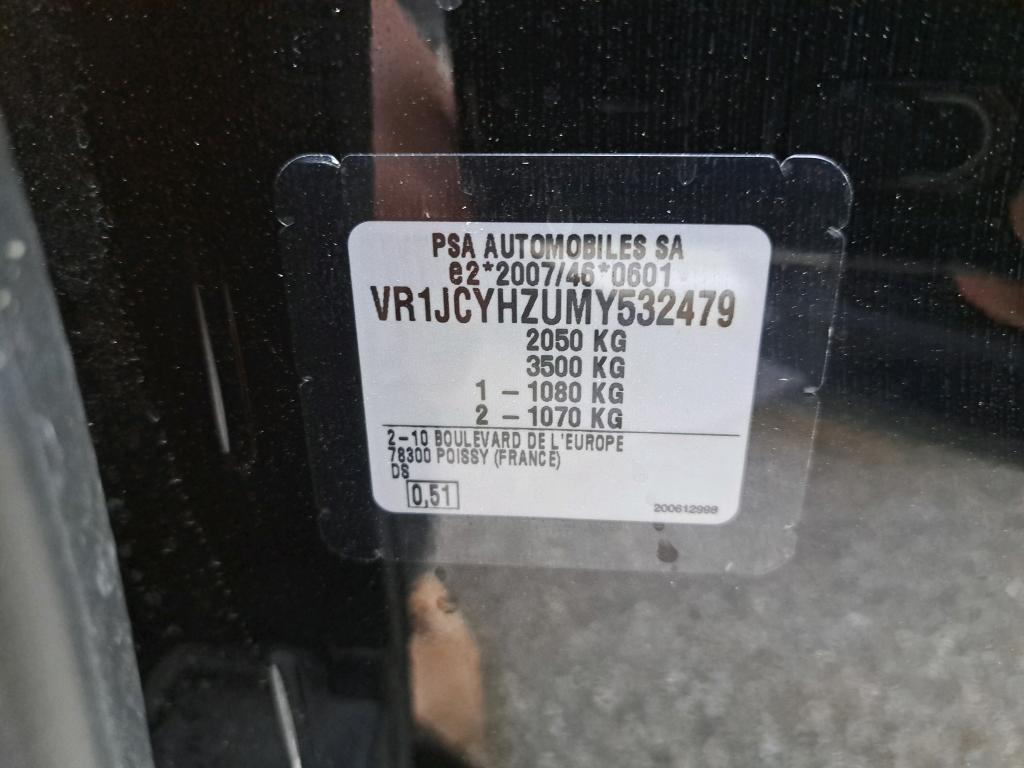 PSA AUTOMOBILES SA
e2*2007/46*0601
VR1JCYHZUMY532479
2050 KG
3500 KG
1 – 1080 KG
2 – 1070 KG
2–10 BOULEVARD DE L'EUROPE
78300 POISSY (FRANCE)
DS
0,51
200612998